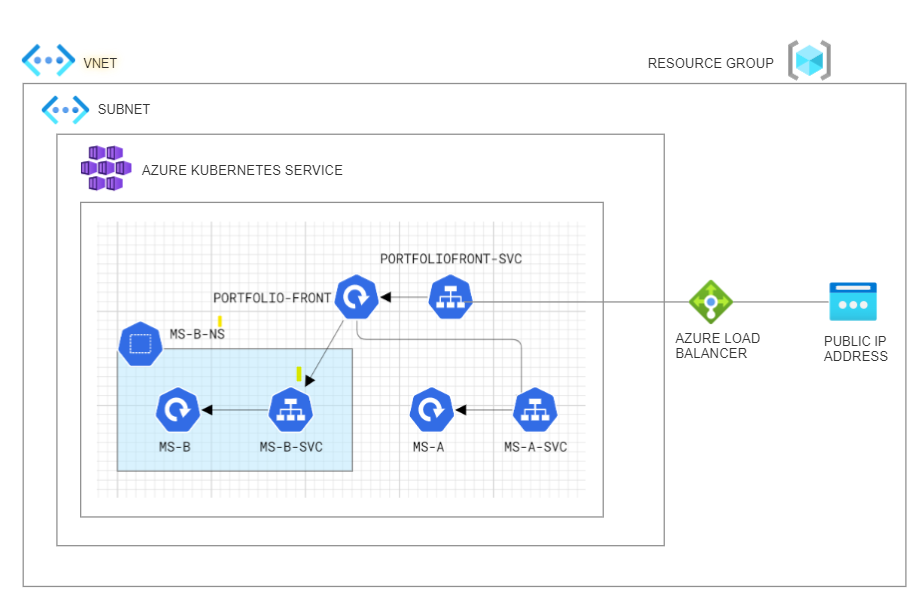 VNET
RESOURCE GROUP
SUBNET
AZURE KUBERNETES SERVICE
PORTFOLIOFRONT-SVC
PORTFOLIO-FRONT
MS-B-NS
AZURE LOAD
BALANCER
PUBLIC IP
ADDRESS
MS-B
MS-B-SVC
MS-A
MS-A-SVC